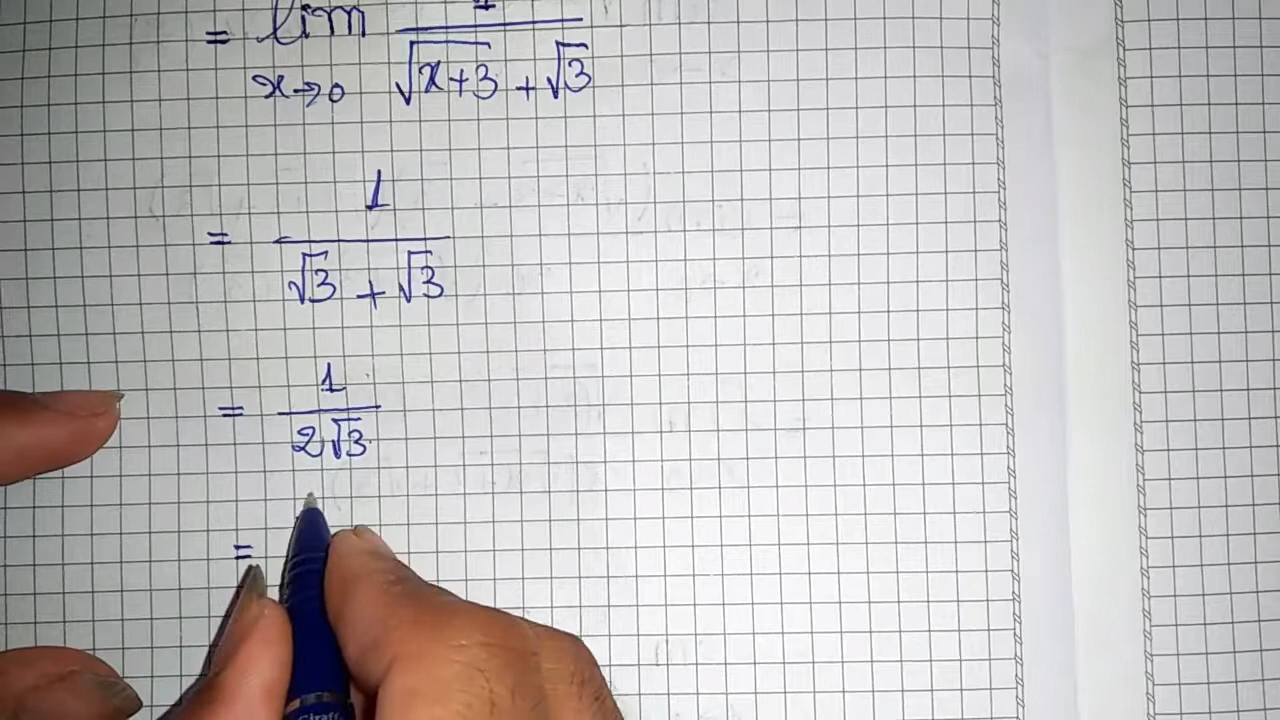 = lim 1
x→0 √x+3 + √3
= 1
√3 + √3
= 1
2√3
=